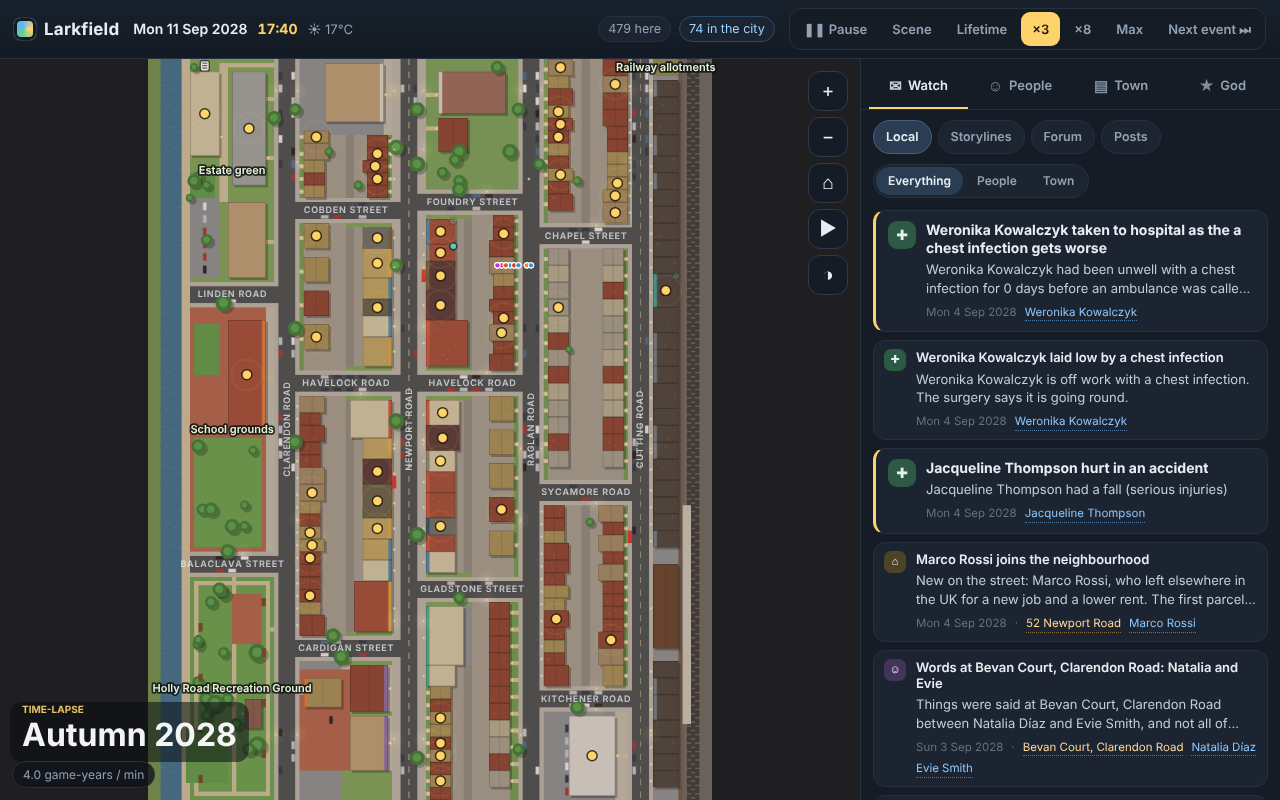 Larkfield
Mon 11 Sep 2028 17:40 ☀ 17°C
479 here
74 in the city
❚❚ Pause
Scene
Lifetime
×3
×8
Max
Next event ⏭
Railway allotments
Estate green
COBDEN STREET
FOUNDRY STREET
CHAPEL STREET
LINDEN ROAD
HAVELOCK ROAD
HAVELOCK ROAD
CLARENDON ROAD
NEWPORT ROAD
RAGLAN ROAD
CUTTING ROAD
School grounds
SYCAMORE ROAD
BALACLAVA STREET
GLADSTONE STREET
CARDIGAN STREET
Holly Road Recreation Ground
KITCHENER ROAD
TIME-LAPSE
Autumn 2028
4.0 game-years / min
+
−
Watch
People
Town
God
Local
Storylines
Forum
Posts
Everything
People
Town
Weronika Kowalczyk taken to hospital as the a
chest infection gets worse
Weronika Kowalczyk had been unwell with a chest
infection for 0 days before an ambulance was calle…
Mon 4 Sep 2028 Weronika Kowalczyk
Weronika Kowalczyk laid low by a chest infection
Weronika Kowalczyk is off work with a chest infection.
The surgery says it is going round.
Mon 4 Sep 2028 Weronika Kowalczyk
Jacqueline Thompson hurt in an accident
Jacqueline Thompson had a fall (serious injuries)
Mon 4 Sep 2028 Jacqueline Thompson
Marco Rossi joins the neighbourhood
New on the street: Marco Rossi, who left elsewhere in
the UK for a new job and a lower rent. The first parcel…
Mon 4 Sep 2028 · 52 Newport Road Marco Rossi
Words at Bevan Court, Clarendon Road: Natalia and
Evie
Things were said at Bevan Court, Clarendon Road
between Natalia Díaz and Evie Smith, and not all of…
Sun 3 Sep 2028 · Bevan Court, Clarendon Road Natalia Díaz
Evie Smith